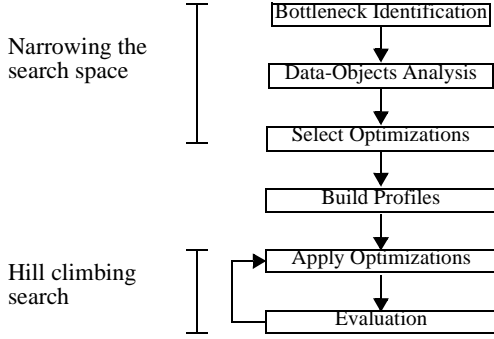 Bottleneck Identification
Narrowing the
search space
Data-Objects Analysis
Select Optimizations
Build Profiles
Apply Optimizations
Hill climbing
search
Evaluation